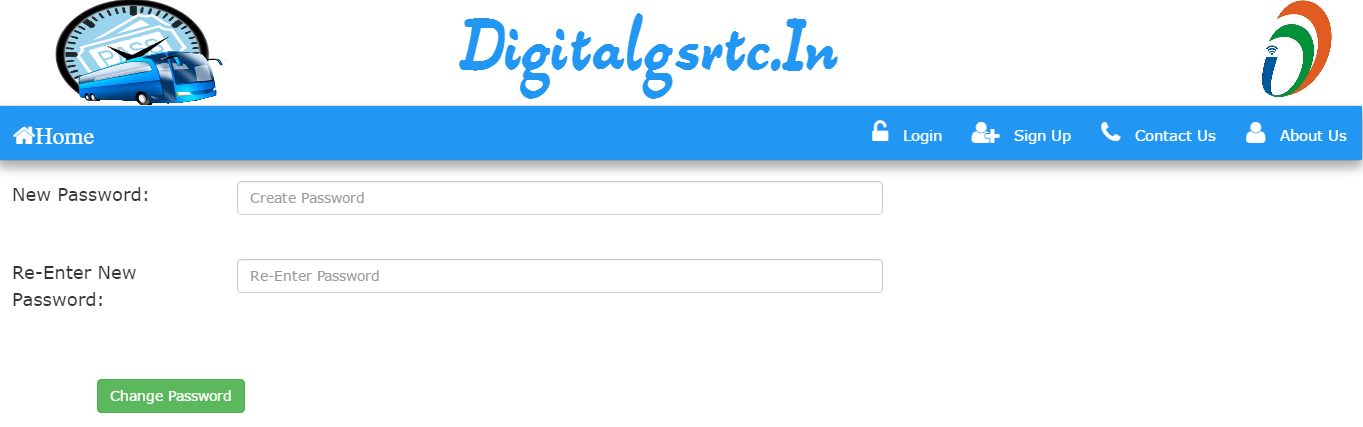 PASS
Digitalgsrtc.In
Home
Login
Sign Up
Contact Us
About Us
New Password:
Create Password
Re-Enter New
Password:
Re-Enter Password
Change Password